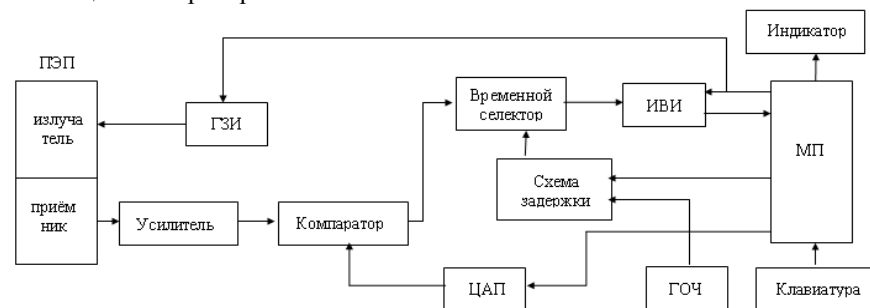 Индикатор
ПЭП
излуча
тель
ГЗИ
Временной
селектор
ИВИ
МП
приём
ник
Усилитель
Компаратор
Схема
задержки
ЦАП
ГОЧ
Клавиатура